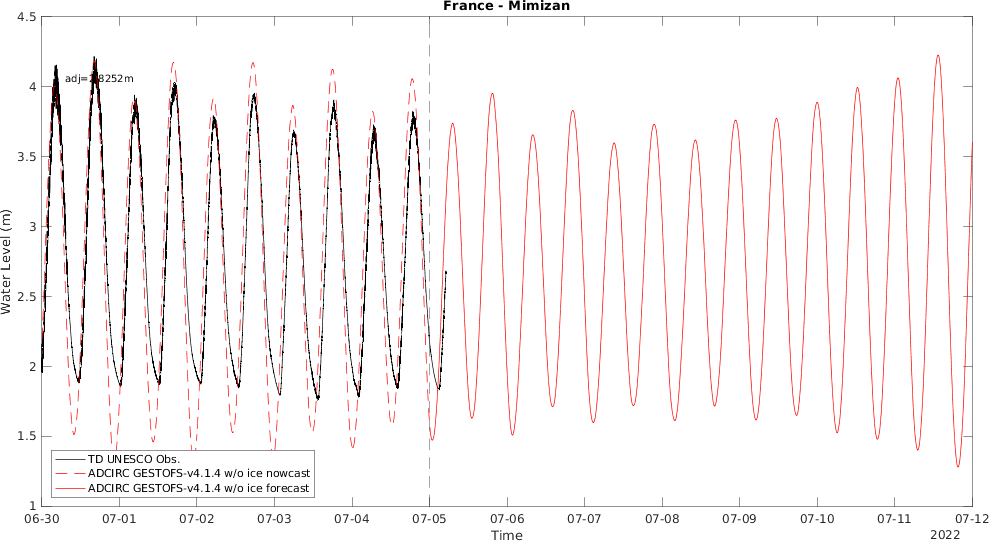 France - Mimizan
4.5
4
3.5
3
2.5
2
1.5
1
Water Level (m)
adj=2.8252m
TD UNESCO Obs.
ADCIRC GESTOFS-v4.1.4 w/o ice nowcast
ADCIRC GESTOFS-v4.1.4 w/o ice forecast
06-30 07-01 07-02 07-03 07-04 07-05 07-06 07-07 07-08 07-09 07-10 07-11 07-12
Time
2022